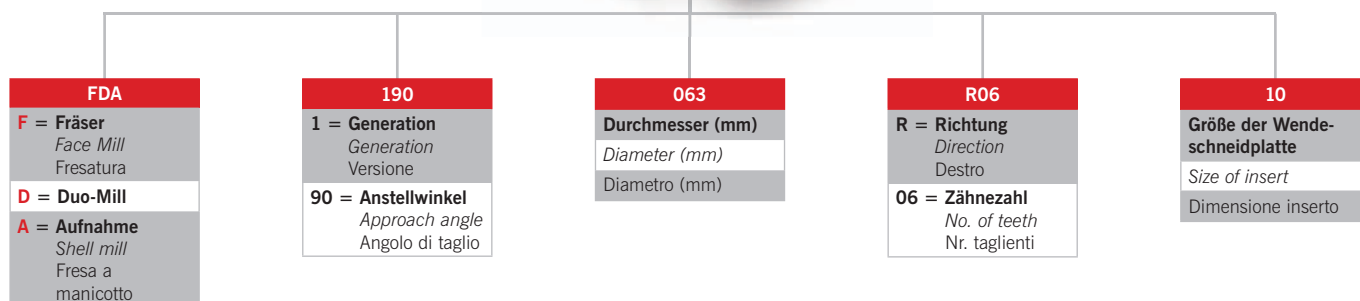 FDA
F = Fräser
Face Mill
Fresatura
D = Duo-Mill
A = Aufnahme
Shell mill
Fresa a
manicotto
190
1 = Generation
Generation
Versione
90 = Anstellwinkel
Approach angle
Angolo di taglio
063
Durchmesser (mm)
Diameter (mm)
Diametro (mm)
R06
R = Richtung
Direction
Destro
06 = Zähnezahl
No. of teeth
Nr. taglienti
10
Größe der Wende-
schneidplatte
Size of insert
Dimensione inserto